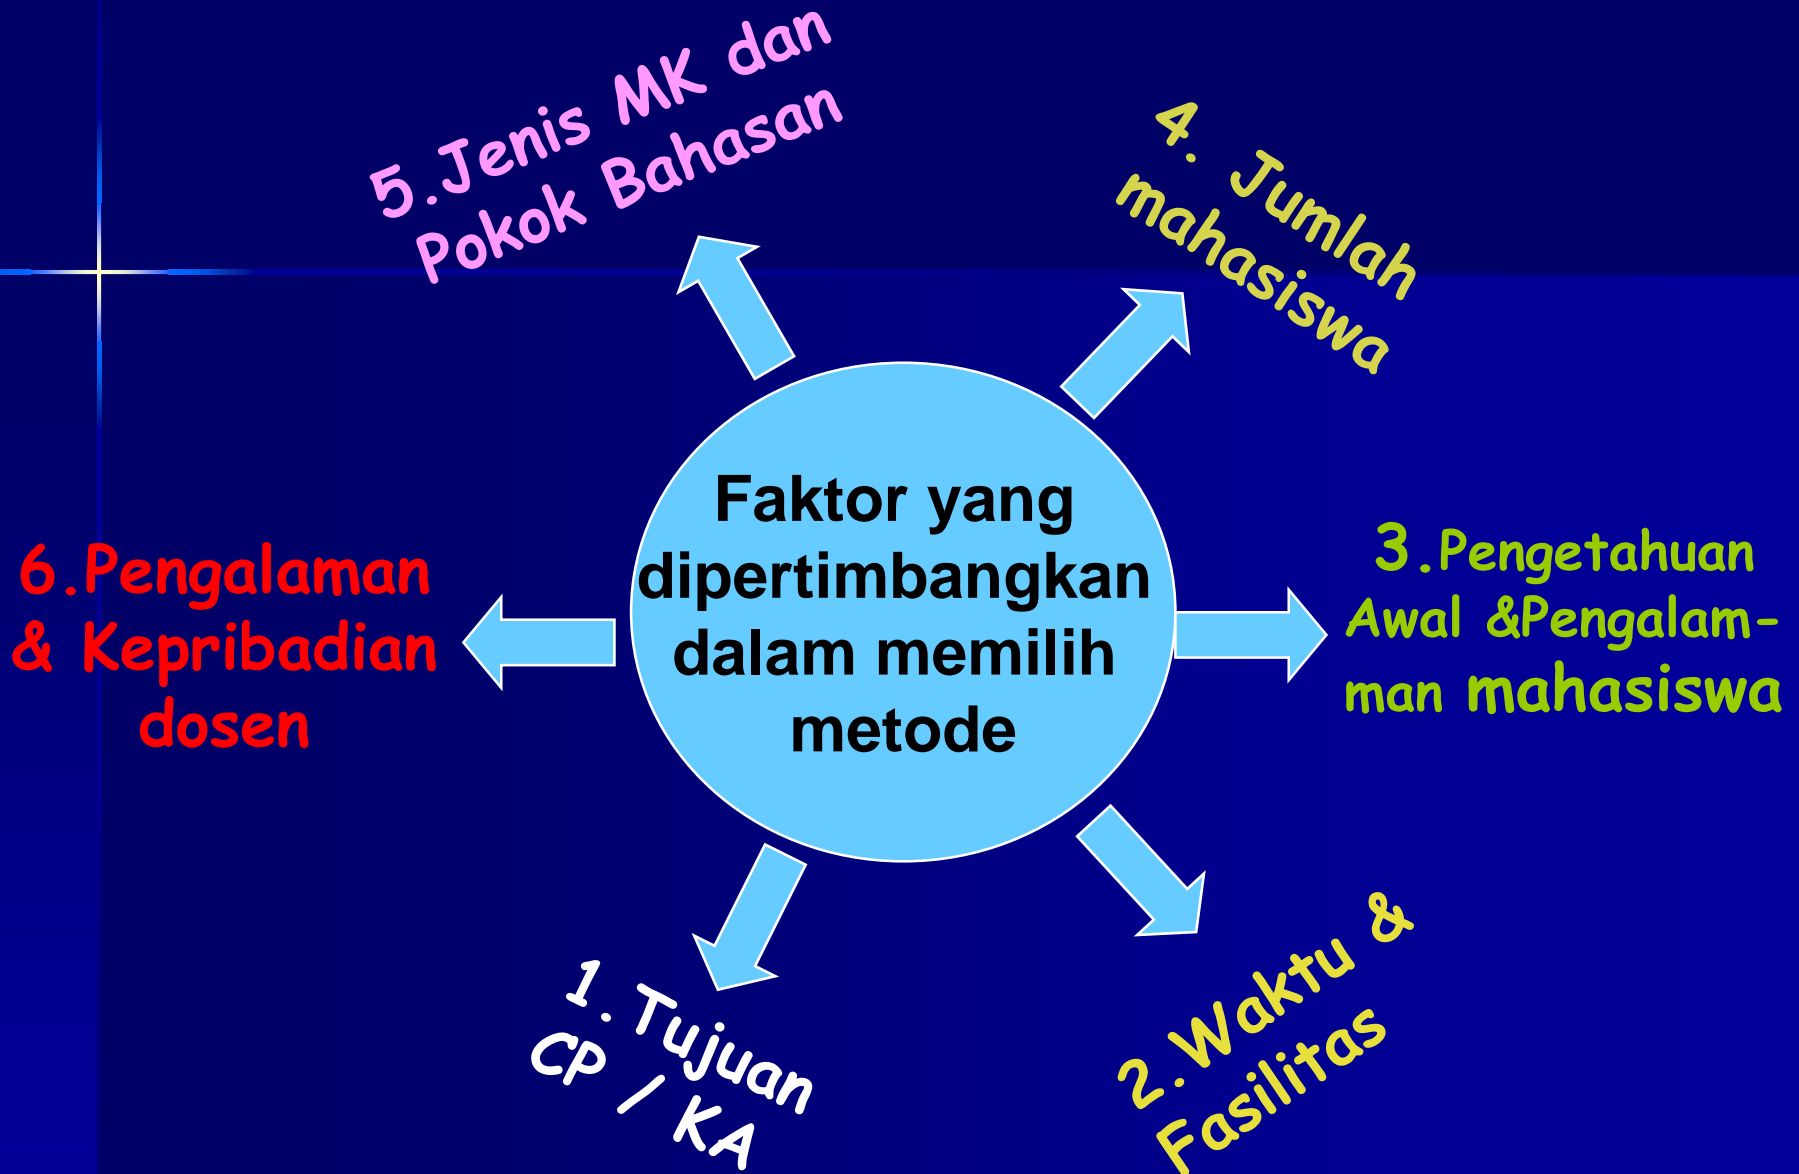 5.Jenis MK dan
Pokok Bahasan
4. Jumlah
mahasiswa
Faktor yang
dipertimbangkan
dalam memilih
metode
3.Pengetahuan
Awal &Pengalam-
man mahasiswa
6.Pengalaman
& Kepribadian
dosen
1.Tujuan
CP / KA
2.Waktu &
Fasilitas